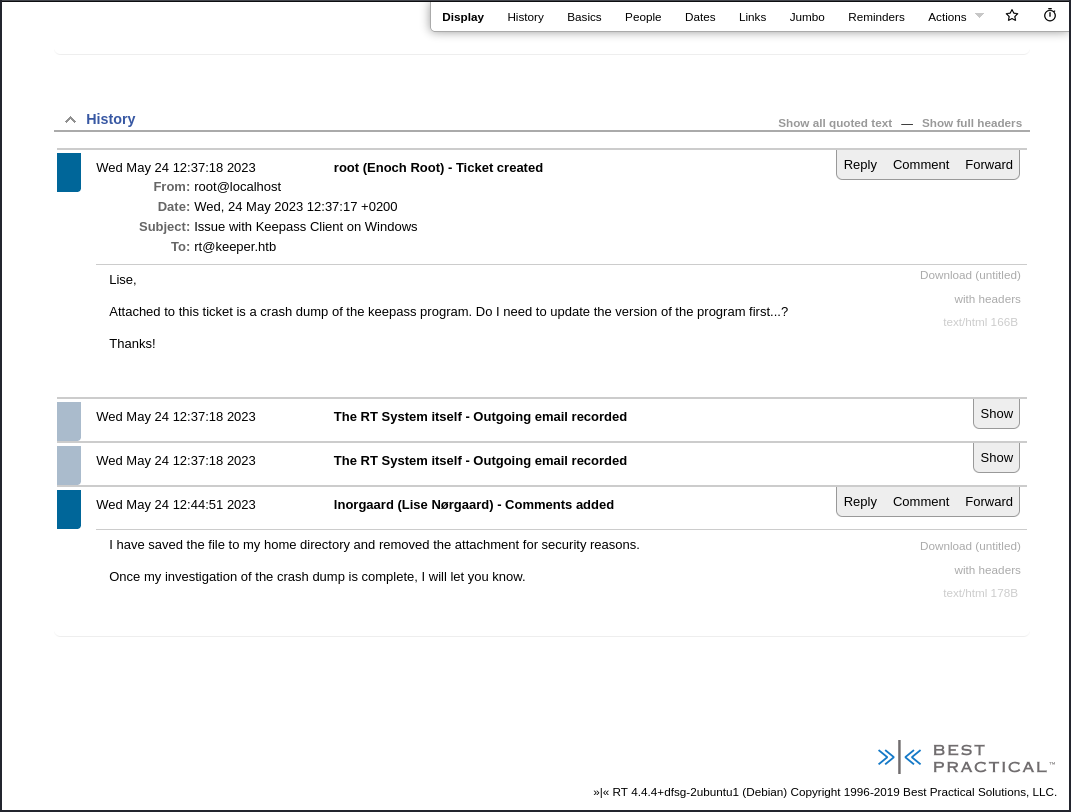 Display History Basics People Dates Links Jumbo Reminders Actions
History
Show all quoted text — Show full headers
Wed May 24 12:37:18 2023 root (Enoch Root) - Ticket created Reply Comment Forward
From: root@localhost
Date: Wed, 24 May 2023 12:37:17 +0200
Subject: Issue with Keepass Client on Windows
To: rt@keeper.htb
Lise,
Download (untitled)
with headers
text/html 166B
Attached to this ticket is a crash dump of the keepass program. Do I need to update the version of the program first...?
Thanks!
Wed May 24 12:37:18 2023 The RT System itself - Outgoing email recorded Show
Wed May 24 12:37:18 2023 The RT System itself - Outgoing email recorded Show
Wed May 24 12:44:51 2023 lnorgaard (Lise Nørgaard) - Comments added Reply Comment Forward
I have saved the file to my home directory and removed the attachment for security reasons.
Download (untitled)
with headers
text/html 178B
Once my investigation of the crash dump is complete, I will let you know.
»|« BEST
PRACTICAL™
»|« RT 4.4.4+dfsg-2ubuntu1 (Debian) Copyright 1996-2019 Best Practical Solutions, LLC.